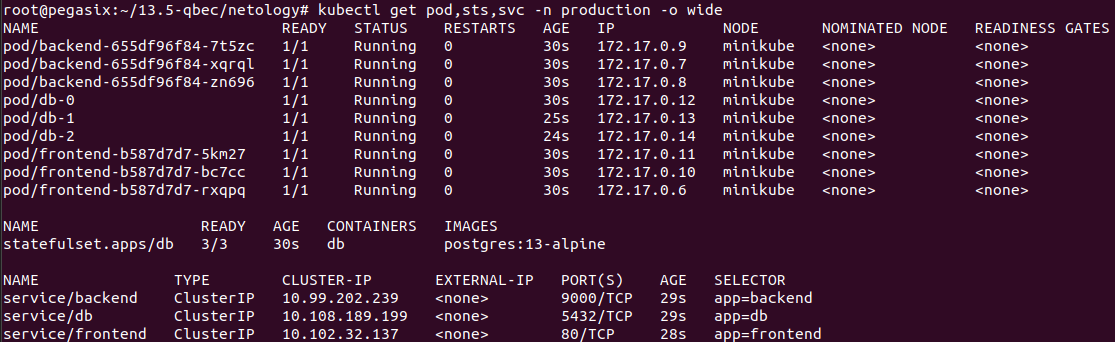 root@pegasix:~/13.5-qbec/netology# kubectl get pod,sts,svc -n production -o wide
NAME READY STATUS RESTARTS AGE IP NODE NOMINATED NODE READINESS GATES
pod/backend-655df96f84-7t5zc 1/1 Running 0 30s 172.17.0.9 minikube <none> <none>
pod/backend-655df96f84-xqrql 1/1 Running 0 30s 172.17.0.7 minikube <none> <none>
pod/backend-655df96f84-zn696 1/1 Running 0 30s 172.17.0.8 minikube <none> <none>
pod/db-0 1/1 Running 0 30s 172.17.0.12 minikube <none> <none>
pod/db-1 1/1 Running 0 25s 172.17.0.13 minikube <none> <none>
pod/db-2 1/1 Running 0 24s 172.17.0.14 minikube <none> <none>
pod/frontend-b587d7d7-5km27 1/1 Running 0 30s 172.17.0.11 minikube <none> <none>
pod/frontend-b587d7d7-bc7cc 1/1 Running 0 30s 172.17.0.10 minikube <none> <none>
pod/frontend-b587d7d7-rxqpq 1/1 Running 0 30s 172.17.0.6 minikube <none> <none>
NAME READY AGE CONTAINERS IMAGES
statefulset.apps/db 3/3 30s db postgres:13-alpine
NAME TYPE CLUSTER-IP EXTERNAL-IP PORT(S) AGE SELECTOR
service/backend ClusterIP 10.99.202.239 <none> 9000/TCP 29s app=backend
service/db ClusterIP 10.108.189.199 <none> 5432/TCP 29s app=db
service/frontend ClusterIP 10.102.32.137 <none> 80/TCP 28s app=frontend